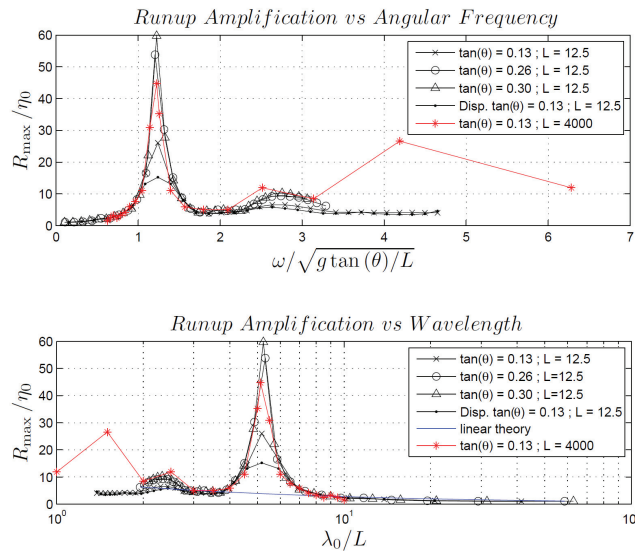 Runup Amplification vs Angular Frequency
60
50
40
30
20
10
0
R_max/η_0
tan(θ) = 0.13 ; L = 12.5
tan(θ) = 0.26 ; L = 12.5
tan(θ) = 0.30 ; L = 12.5
Disp. tan(θ) = 0.13 ; L = 12.5
tan(θ) = 0.13, L = 4000
0 1 2 3 4 5 6 7
ω/√(g tan (θ)/L)
Runup Amplification vs Wavelength
60
50
40
30
20
10
0
R_max/η_0
tan(θ) = 0.13 ; L = 12.5
tan(θ) = 0.26 ; L=12.5
tan(θ) = 0.30 ; L=12.5
Disp. tan(θ) = 0.13 ; L = 12.5
linear theory
tan(θ) = 0.13 ; L = 4000
10^0 10^1 10^2
λ_0/L